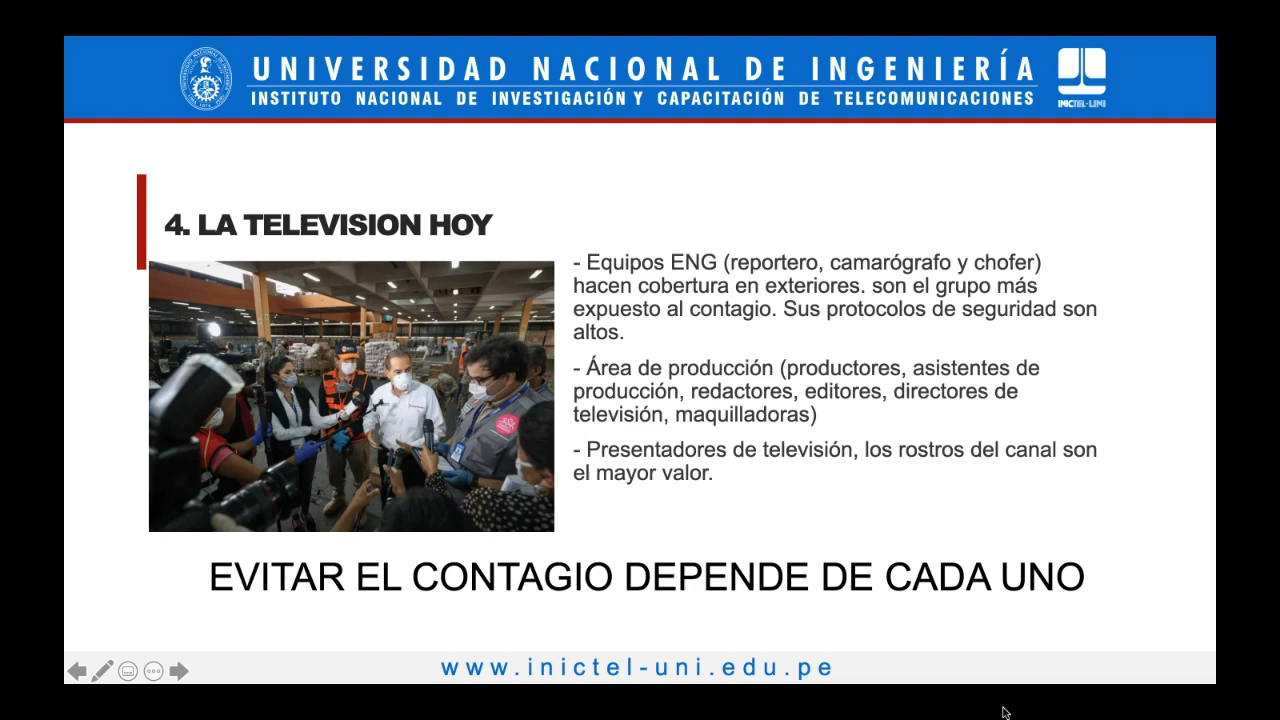 UNIVERSIDAD NACIONAL DE INGENIERÍA
INSTITUTO NACIONAL DE INVESTIGACIÓN Y CAPACITACIÓN DE TELECOMUNICACIONES
INICTEL-UNI
4. LA TELEVISION HOY
- Equipos ENG (reportero, camarógrafo y chofer)
hacen cobertura en exteriores. son el grupo más
expuesto al contagio. Sus protocolos de seguridad son
altos.
- Área de producción (productores, asistentes de
producción, redactores, editores, directores de
televisión, maquilladoras)
- Presentadores de televisión, los rostros del canal son
el mayor valor.
EVITAR EL CONTAGIO DEPENDE DE CADA UNO
www.inictel-uni.edu.pe